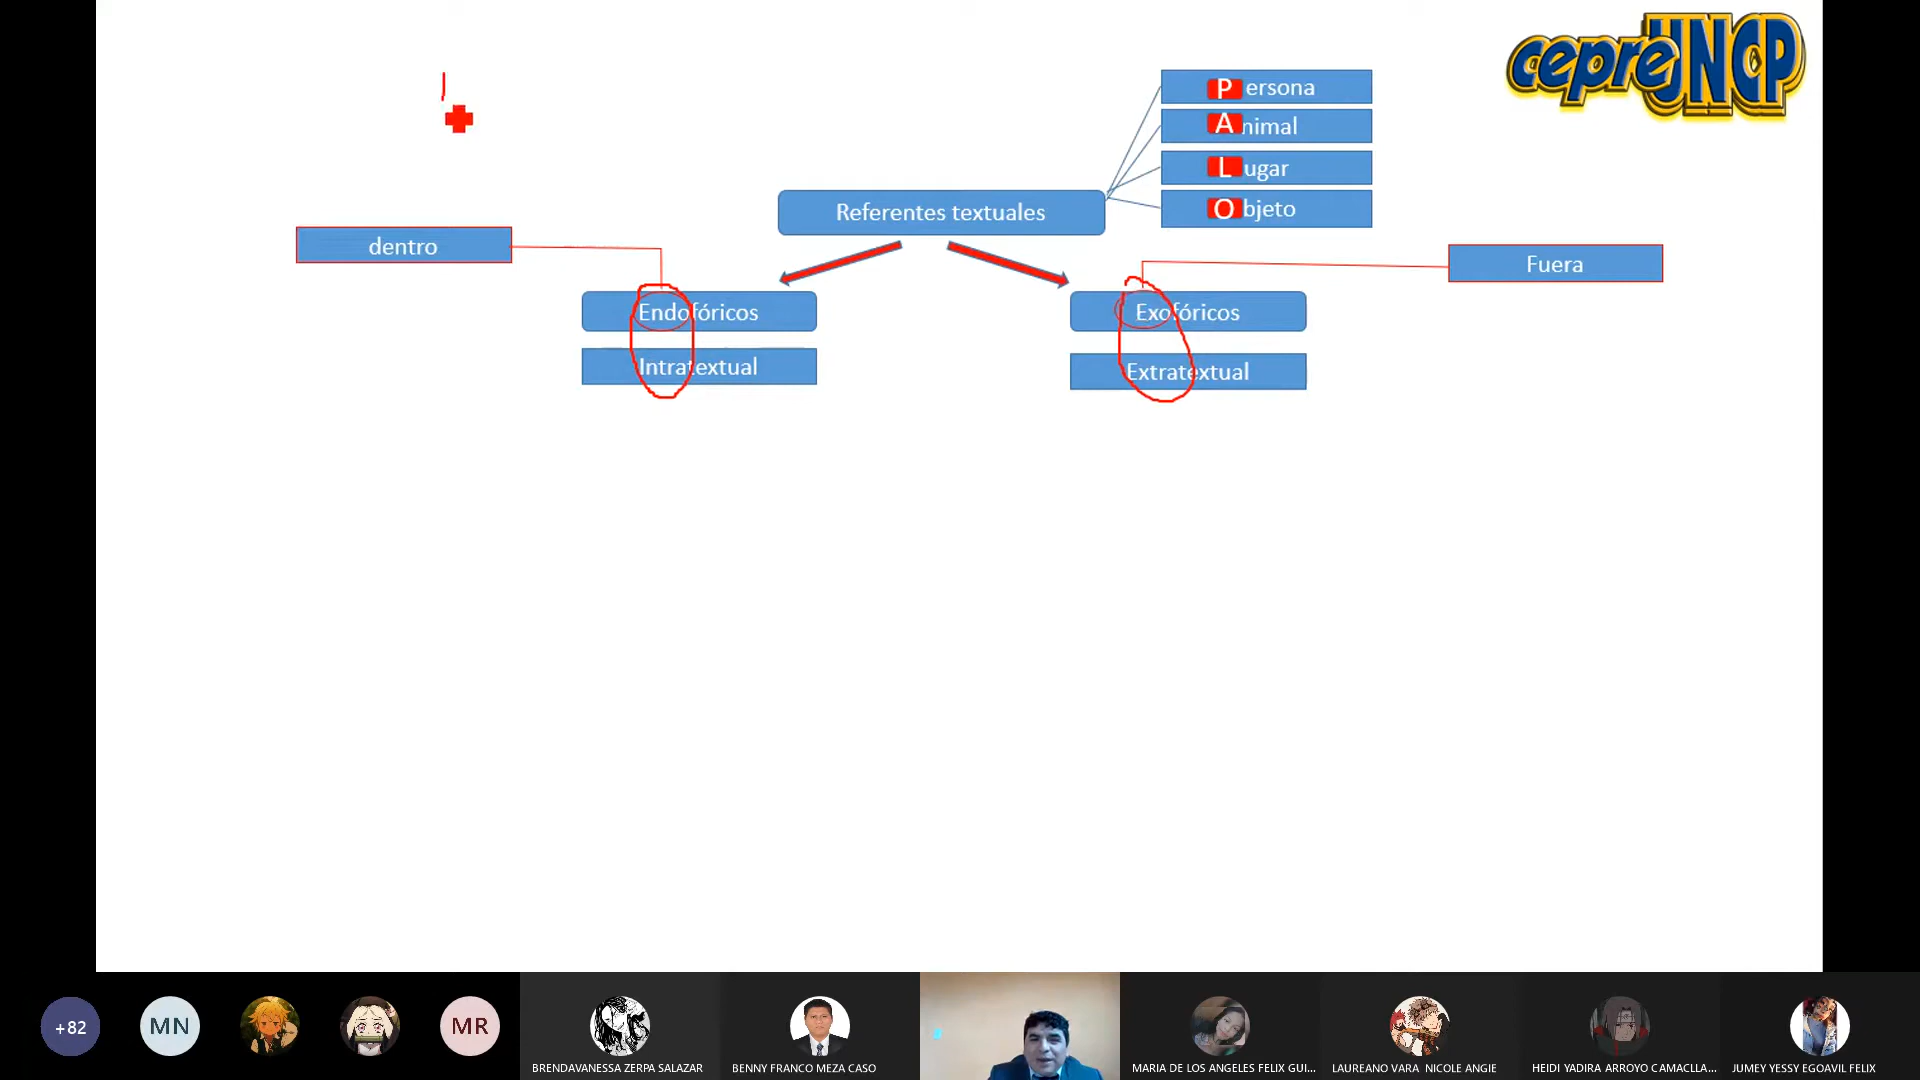 cepreUNCP
Persona
Animal
Lugar
Objeto
Referentes textuales
dentro
Fuera
Endofóricos
Exofóricos
Intratextual
Extratextual
+82
MN
MR
BRENDAVANESSA ZERPA SALAZAR
BENNY FRANCO MEZA CASO
MARIA DE LOS ANGELES FELIX GUI...
LAUREANO VARA NICOLE ANGIE
HEIDI YADIRA ARROYO CAMACLLA...
JUMEY YESSY EGOAVIL FELIX